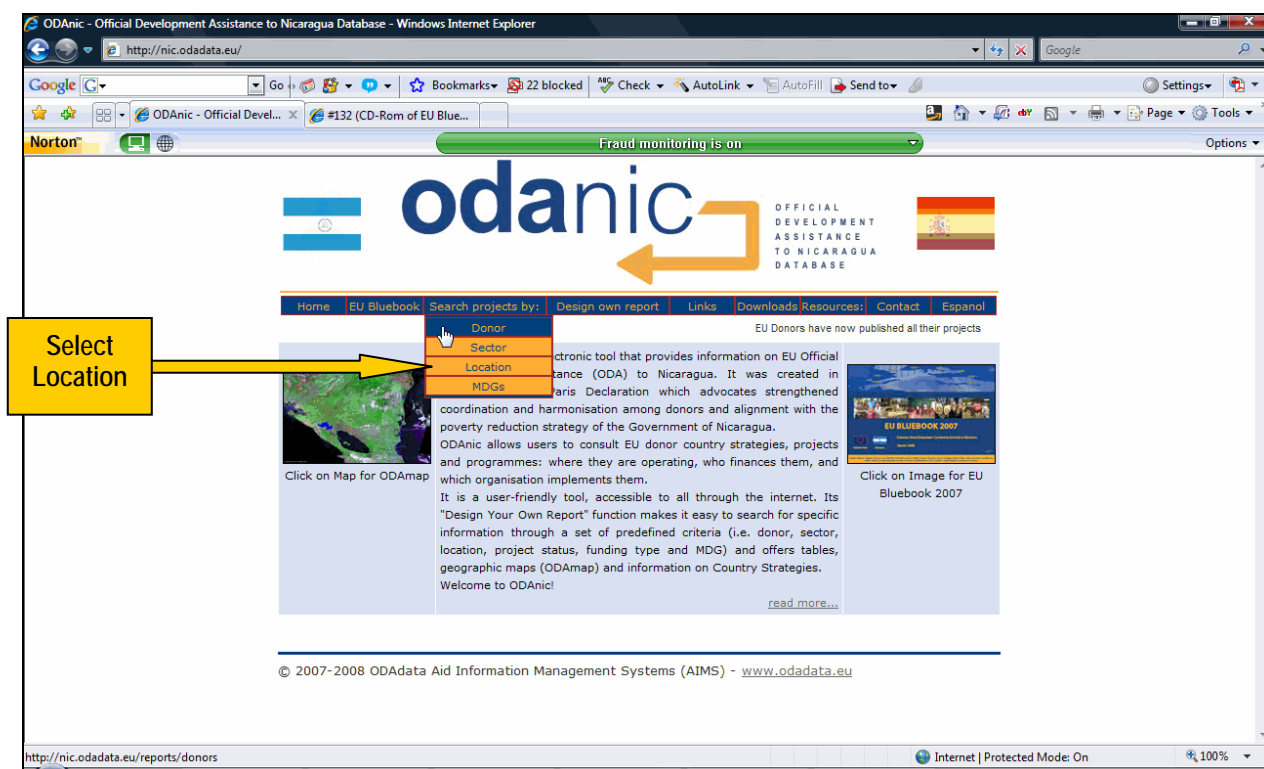 ODAnic - Official Development Assistance to Nicaragua Database - Windows Internet Explorer
http://nic.odadata.eu/
Google
Google G Go Bookmarks 22 blocked ABC Check AutoLink AutoFill Send to Settings
ODAnic - Official Devel... #132 (CD-Rom of EU Blue... ebY Page Tools
Norton Fraud monitoring is on Options
odanic
OFFICIAL
DEVELOPMENT
ASSISTANCE
TO NICARAGUA
DATABASE
Home EU Bluebook Search projects by: Design own report Links Downloads Resources: Contact Espanol
EU Donors have now published all their projects
Donor
Sector
Location
MDGs
Select
Location
ctronic tool that provides information on EU Official
tance (ODA) to Nicaragua. It was created in
Paris Declaration which advocates strengthened
coordination and harmonisation among donors and alignment with the
poverty reduction strategy of the Government of Nicaragua.
ODAnic allows users to consult EU donor country strategies, projects
and programmes: where they are operating, who finances them, and
which organisation implements them.
It is a user-friendly tool, accessible to all through the internet. Its
"Design Your Own Report" function makes it easy to search for specific
information through a set of predefined criteria (i.e. donor, sector,
location, project status, funding type and MDG) and offers tables,
geographic maps (ODAmap) and information on Country Strategies.
Welcome to ODAnic!
read more...
Click on Map for ODAmap
EU BLUEBOOK 2007
Click on Image for EU
Bluebook 2007
© 2007-2008 ODAdata Aid Information Management Systems (AIMS) - www.odadata.eu
http://nic.odadata.eu/reports/donors
Internet | Protected Mode: On
100%